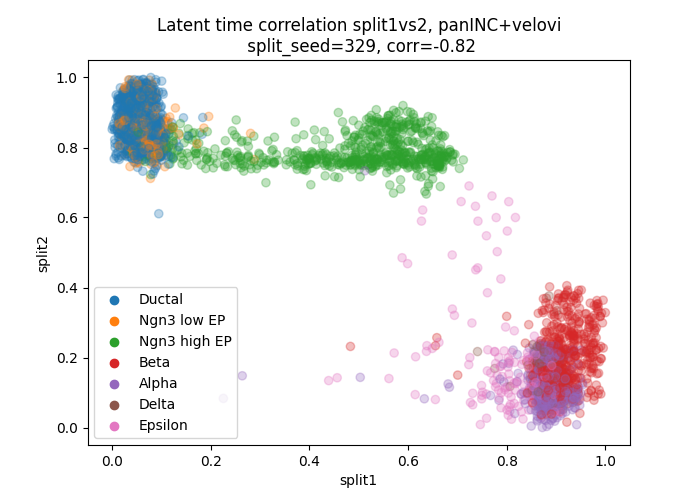 Latent time correlation split1vs2, panINC+velovi
split_seed=329, corr=-0.82
1.0
0.8
0.6
0.4
0.2
0.0
split2
Ductal
Ngn3 low EP
Ngn3 high EP
Beta
Alpha
Delta
Epsilon
0.0 0.2 0.4 0.6 0.8 1.0
split1